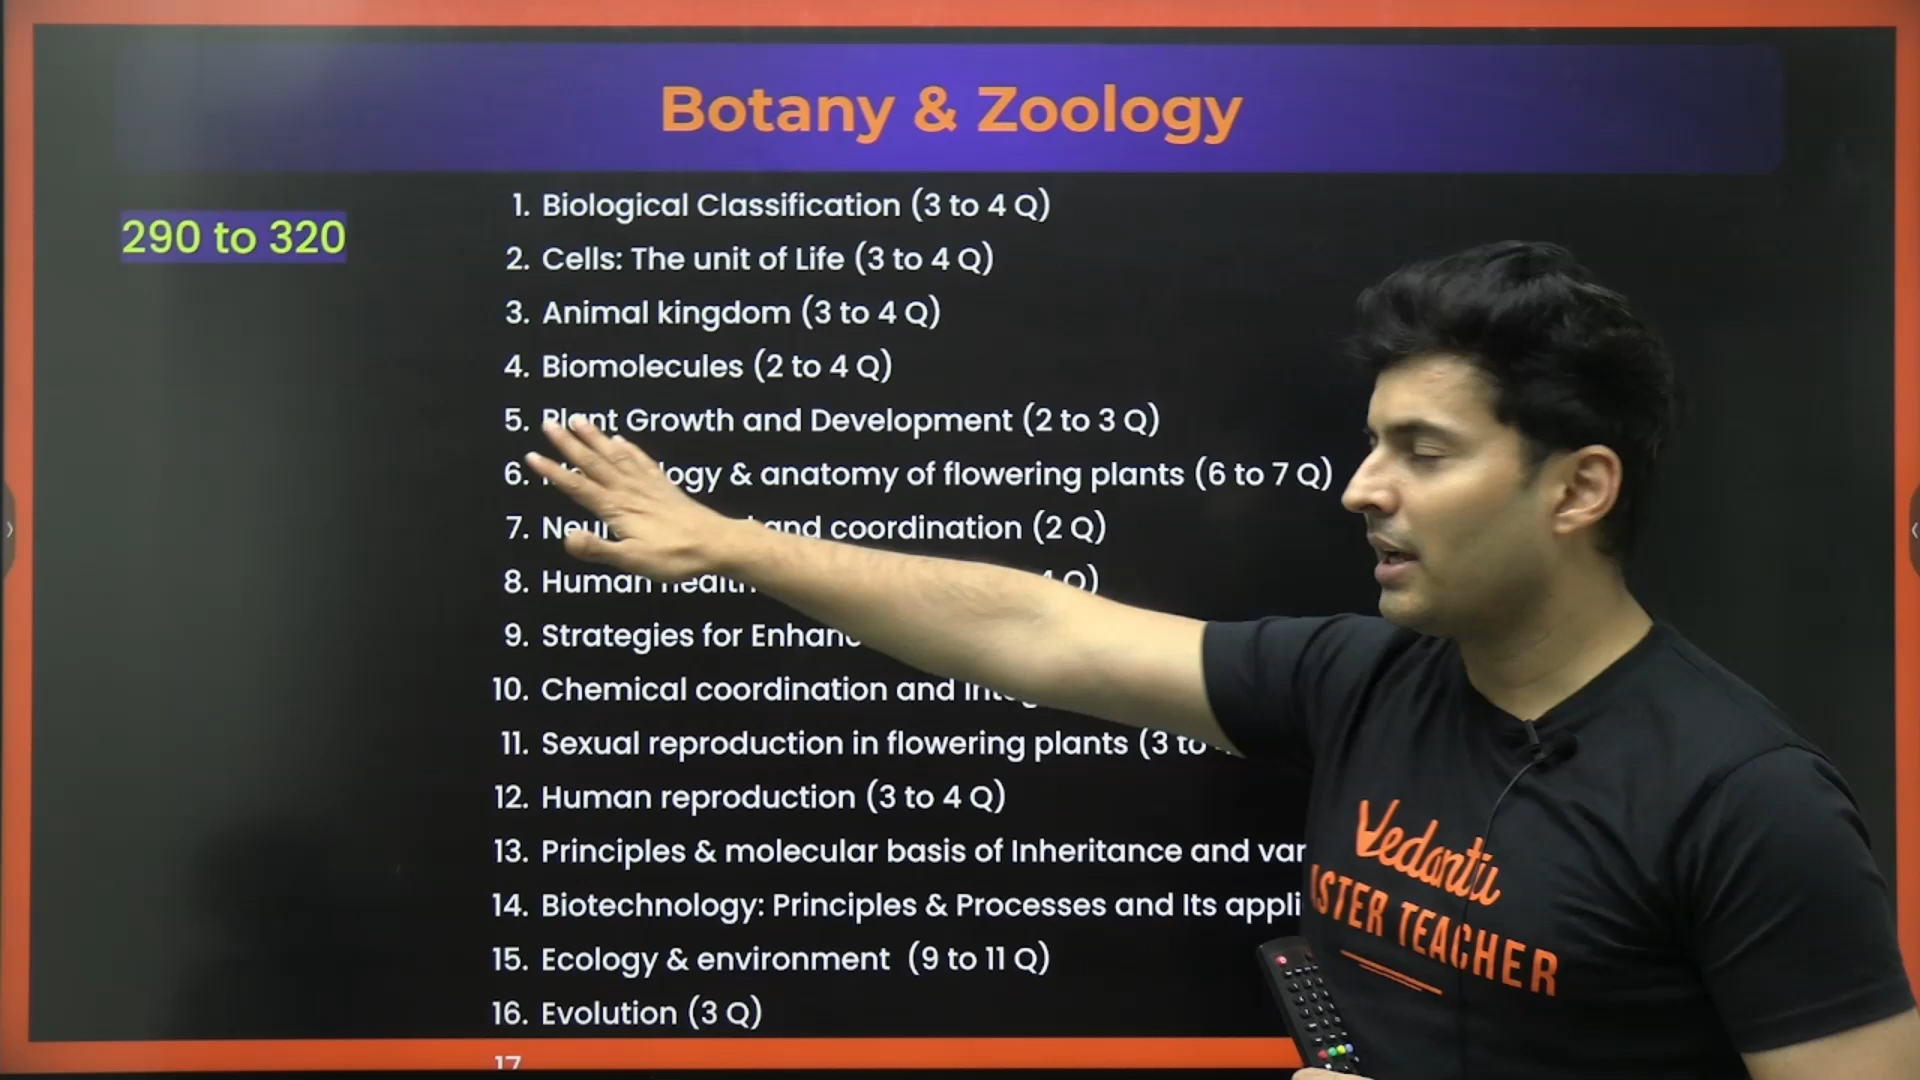 Botany & Zoology
290 to 320
1. Biological Classification (3 to 4 Q)
2. Cells: The unit of Life (3 to 4 Q)
3. Animal kingdom (3 to 4 Q)
4. Biomolecules (2 to 4 Q)
5. Plant Growth and Development (2 to 3 Q)
6. & anatomy of flowering plants (6 to 7 Q)
7. and coordination (2 Q)
8. Human health Q)
9. Strategies for
10. Chemical coordination and
11. Sexual reproduction in flowering plants (3 to
12. Human reproduction (3 to 4 Q)
13. Principles & molecular basis of Inheritance and
14. Biotechnology: Principles & Processes and Its
15. Ecology & environment (9 to 11 Q)
16. Evolution (3 Q)
17.
Vedantu
TEACHER